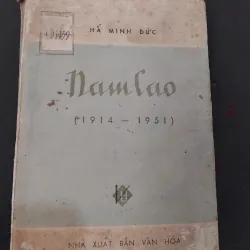 HÀ MINH ĐỨC
Nam Cao
(1914 — 1951)
NHÀ XUẤT BẢN VĂN HÓA